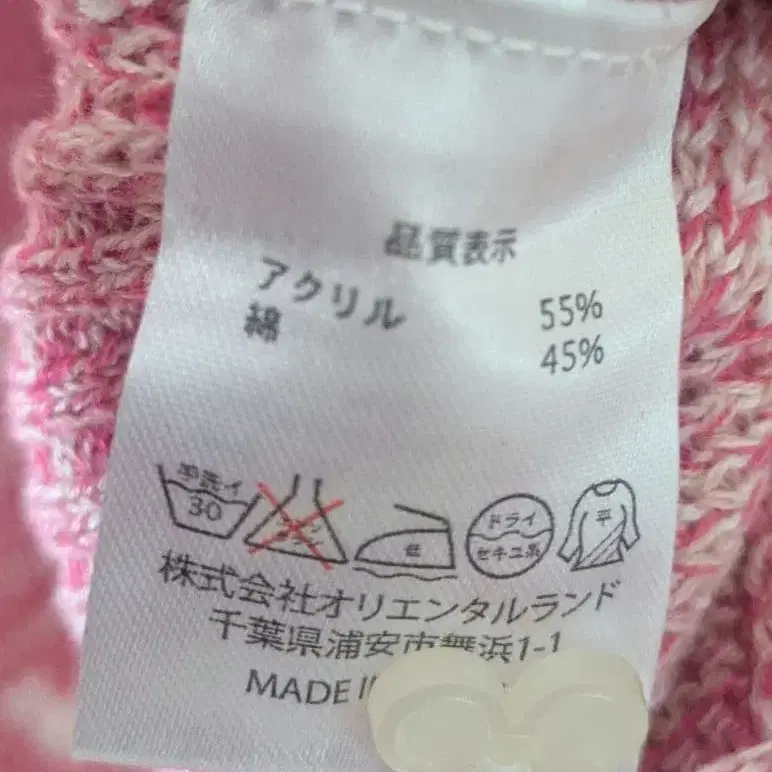 品質表示
アクリル 55%
綿 45%
手洗イ
30
低
ドライ
セキユ系
平
株式会社オリエンタルランド
千葉県浦安市舞浜1-1
MADE